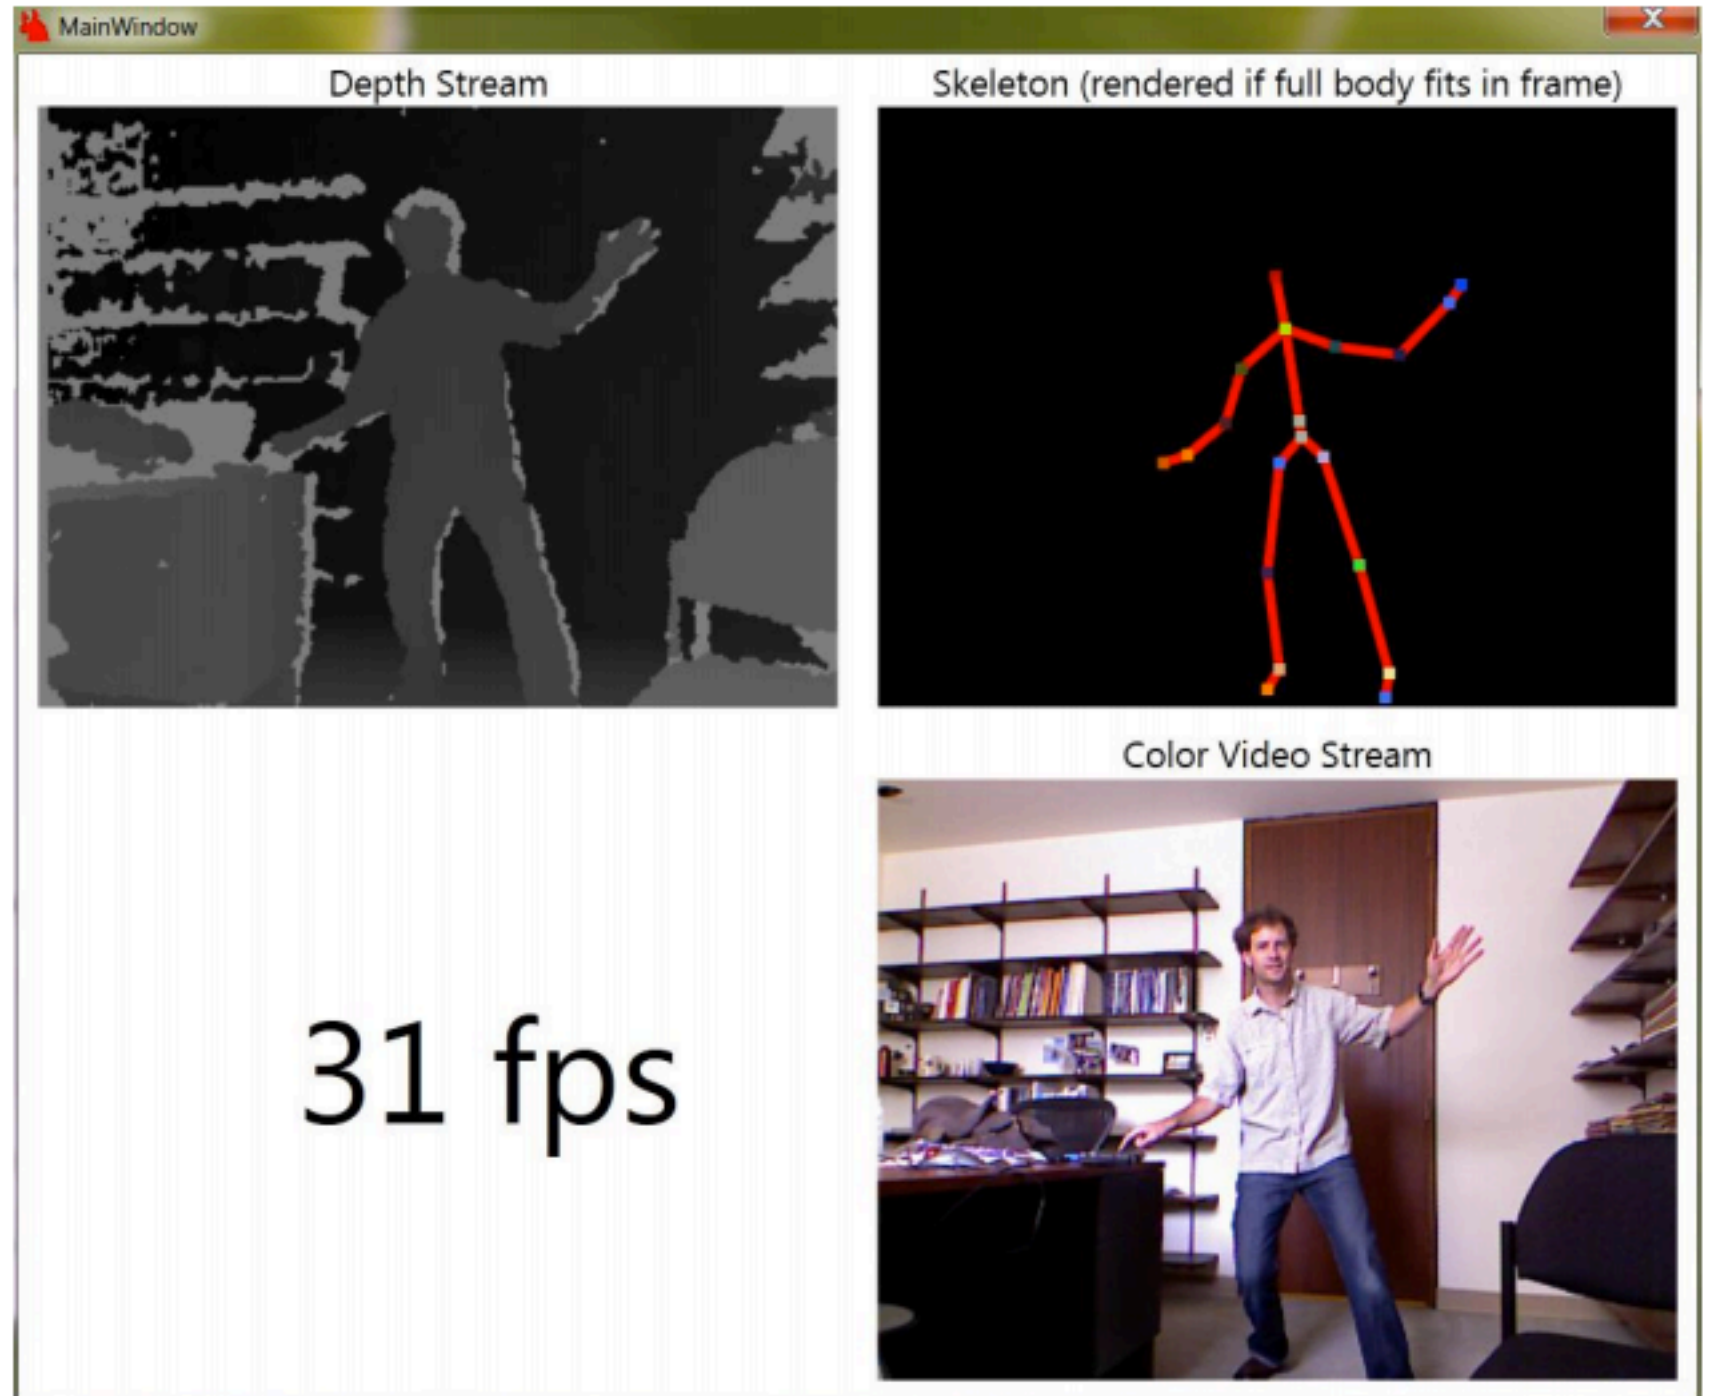 MainWindow
Depth Stream
Skeleton (rendered if full body fits in frame)
Color Video Stream
31 fps